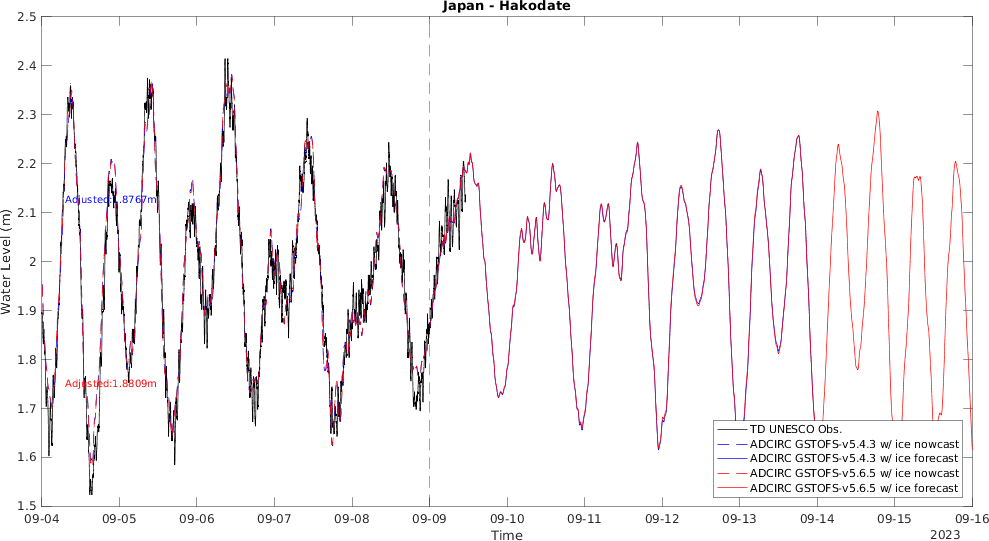 Japan - Hakodate
2.5
2.4
2.3
2.2
2.1
2
1.9
1.8
1.7
1.6
1.5
Water Level (m)
Adjusted:1.8767m
Adjusted:1.8809m
TD UNESCO Obs.
ADCIRC GSTOFS-v5.4.3 w/ ice nowcast
ADCIRC GSTOFS-v5.4.3 w/ ice forecast
ADCIRC GSTOFS-v5.6.5 w/ ice nowcast
ADCIRC GSTOFS-v5.6.5 w/ ice forecast
09-04 09-05 09-06 09-07 09-08 09-09 09-10 09-11 09-12 09-13 09-14 09-15 09-16
Time
2023